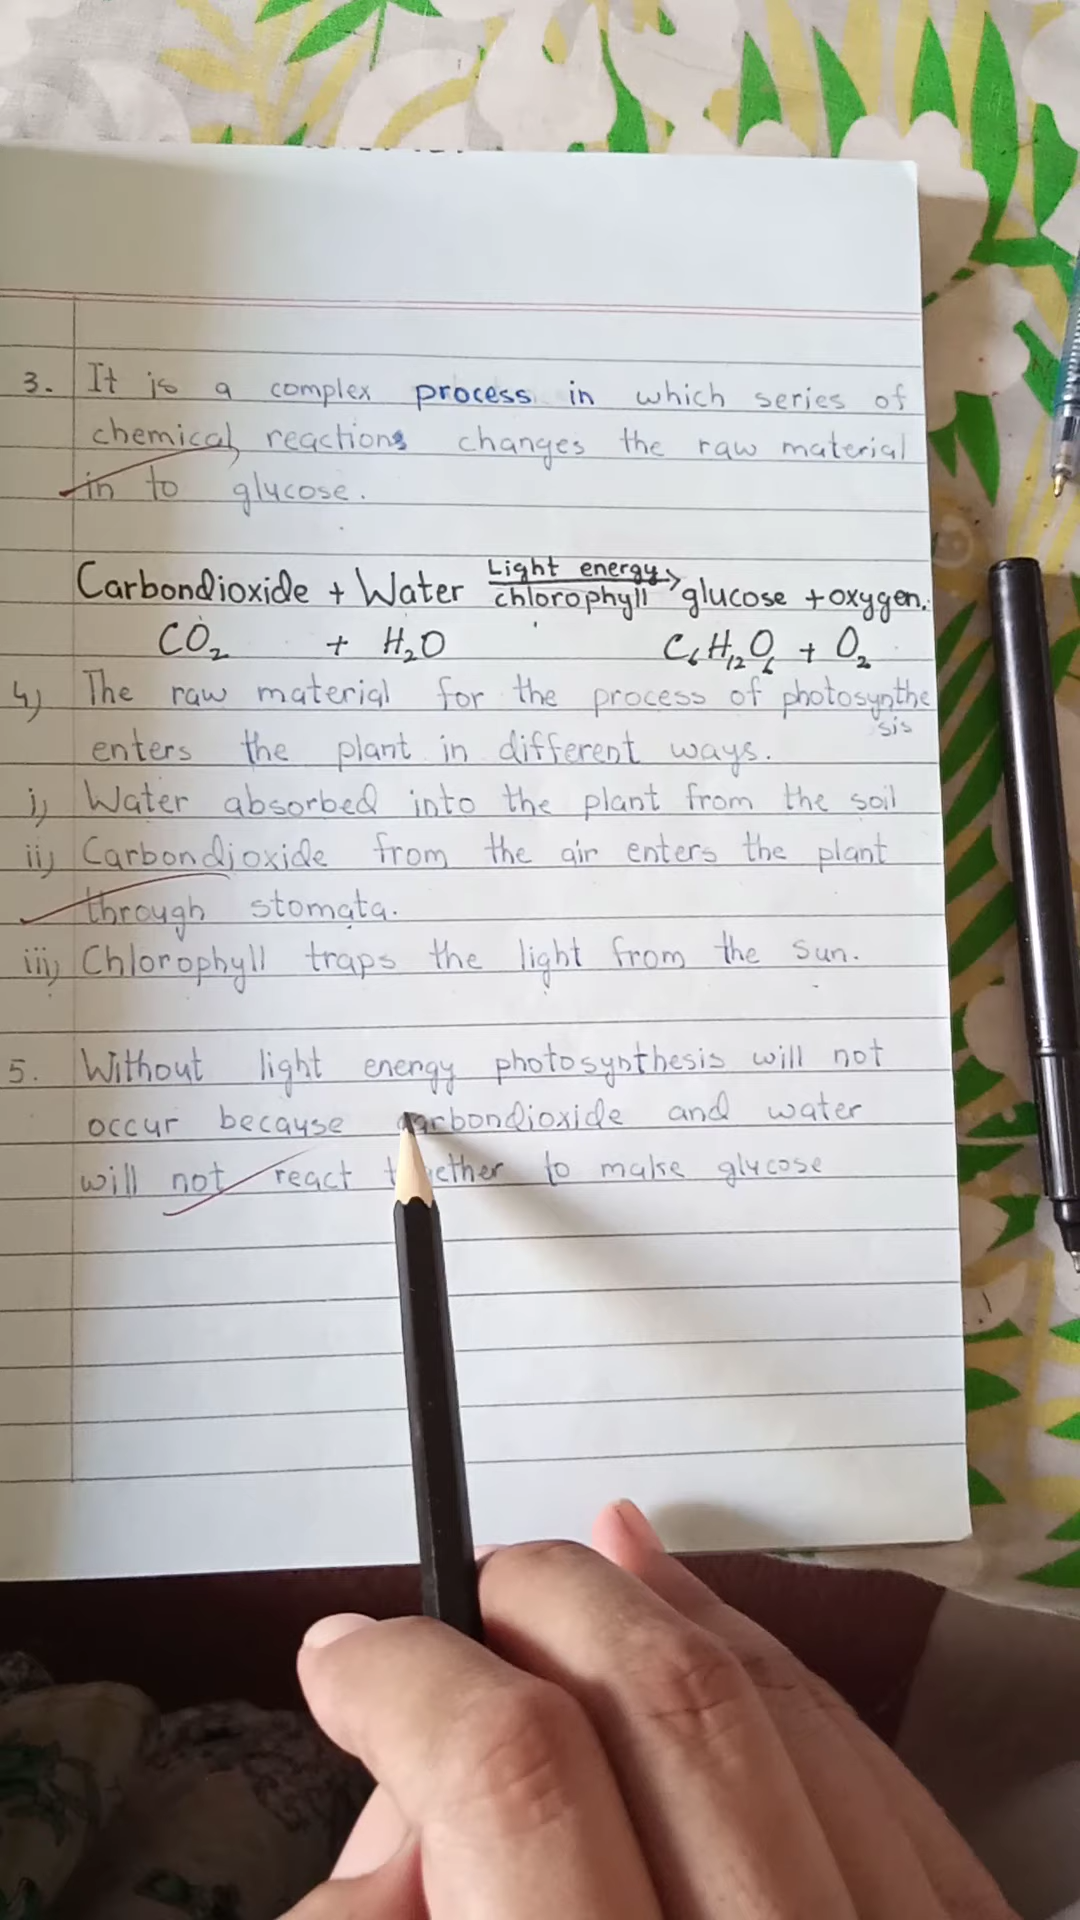 3. It is a complex process in which series of
chemical reactions changes the raw material
in to glucose.
Light energy
Carbondioxide + Water → glucose + oxygen.
chlorophyll
CO₂ + H₂O C₆H₁₂O₆ + O₂
4) The raw material for the process of photosynthe
sis
enters the plant in different ways.
i) Water absorbed into the plant from the soil
ii) Carbondioxide from the air enters the plant
through stomata.
iii) Chlorophyll traps the light from the sun.
5. Without light energy photosynthesis will not
occur because carbondioxide and water
will not react together to make glucose